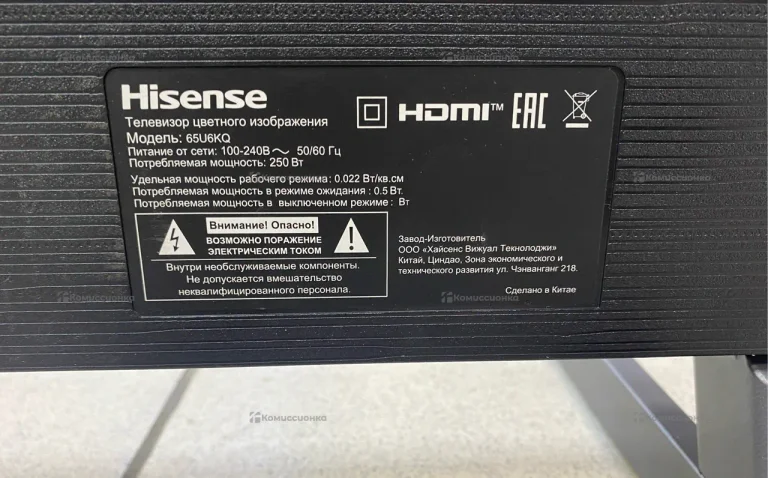 Hisense
HDMI™ EAC
Телевизор цветного изображения
Модель: 65U6KQ
Питание от сети: 100-240В ~ 50/60 Гц
Потребляемая мощность: 250 Вт
Удельная мощность рабочего режима: 0.022 Вт/кв.см
Потребляемая мощность в режиме ожидания : 0.5 Вт.
Потребляемая мощность в выключенном режиме : Вт
Внимание! Опасно!
ВОЗМОЖНО ПОРАЖЕНИЕ
ЭЛЕКТРИЧЕСКИМ ТОКОМ
Внутри необслуживаемые компоненты.
Не допускается вмешательство
неквалифицированного персонала.
Завод-Изготовитель
ООО «Хайсенс Вижуал Текнолоджи»
Китай, Циндао, Зона экономического и
технического развития ул. Чэнванганг 218.
Сделано в Китае
Комиссионка
Комиссионка
Комиссионка
Комиссионка